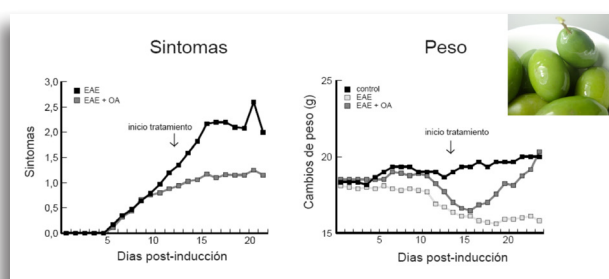 Sintomas
3,0
2,5
2,0
1,5
1,0
0,5
0,0
EAE
EAE + OA
inicio tratamiento
Sintomas
0
5
10
15
20
Dias post-inducción
Peso
25
20
15
control
EAE
EAE + OA
inicio tratamiento
Cambios de peso (g)
0
5
10
15
20
Dias post-inducción